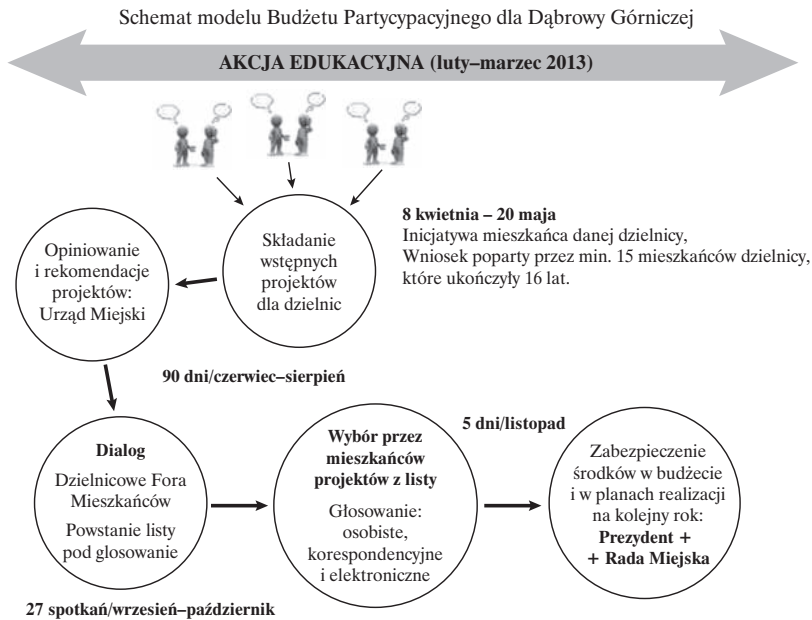 Schemat modelu Budżetu Partycypacyjnego dla Dąbrowy Górniczej
AKCJA EDUKACYJNA (luty–marzec 2013)
8 kwietnia – 20 maja
Inicjatywa mieszkańca danej dzielnicy,
Wniosek poparty przez min. 15 mieszkańców dzielnicy,
które ukończyły 16 lat.
Składanie
wstępnych
projektów
dla dzielnic
Opiniowanie
i rekomendacje
projektów:
Urząd Miejski
90 dni/czerwiec–sierpień
Dialog
Dzielnicowe Fora
Mieszkańców
Powstanie listy
pod glosowanie
27 spotkań/wrzesień–październik
Wybór przez
mieszkańców
projektów z listy
Głosowanie:
osobiste,
korespondencyjne
i elektroniczne
5 dni/listopad
Zabezpieczenie
środków w budżecie
i w planach realizacji
na kolejny rok:
Prezydent +
+ Rada Miejska